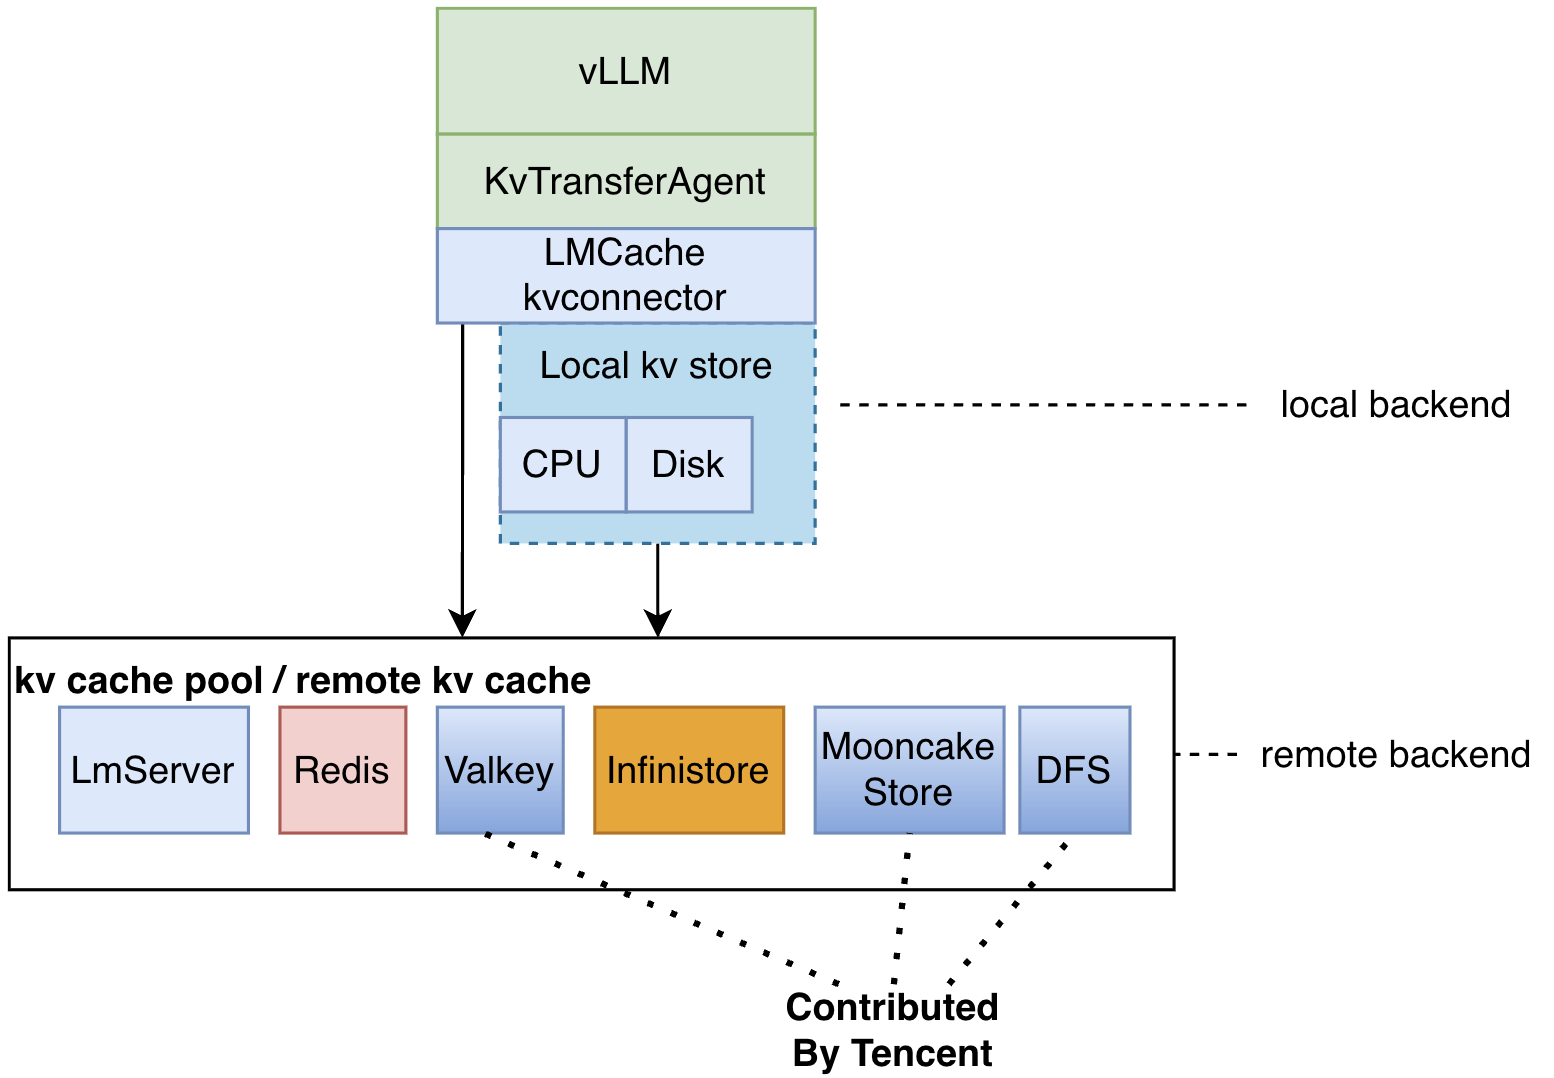 vLLM
KvTransferAgent
LMCache
kvconnector
Local kv store
local backend
CPU
Disk
kv cache pool / remote kv cache
LmServer
Redis
Valkey
Infinistore
Mooncake
Store
DFS
remote backend
Contributed
By Tencent